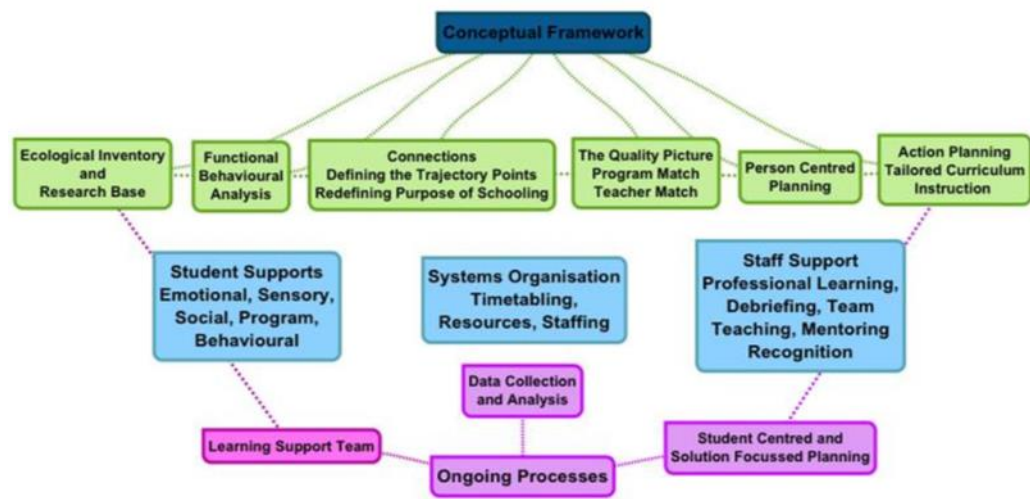 Conceptual Framework
Ecological Inventory
and
Research Base
Functional
Behavioural
Analysis
Connections
Defining the Trajectory Points
Redefining Purpose of Schooling
The Quality Picture
Program Match
Teacher Match
Person Centred
Planning
Action Planning
Tailored Curriculum
Instruction
Student Supports
Emotional, Sensory,
Social, Program,
Behavioural
Systems Organisation
Timetabling,
Resources, Staffing
Staff Support
Professional Learning,
Debriefing, Team
Teaching, Mentoring
Recognition
Data Collection
and Analysis
Learning Support Team
Ongoing Processes
Student Centred and
Solution Focussed Planning